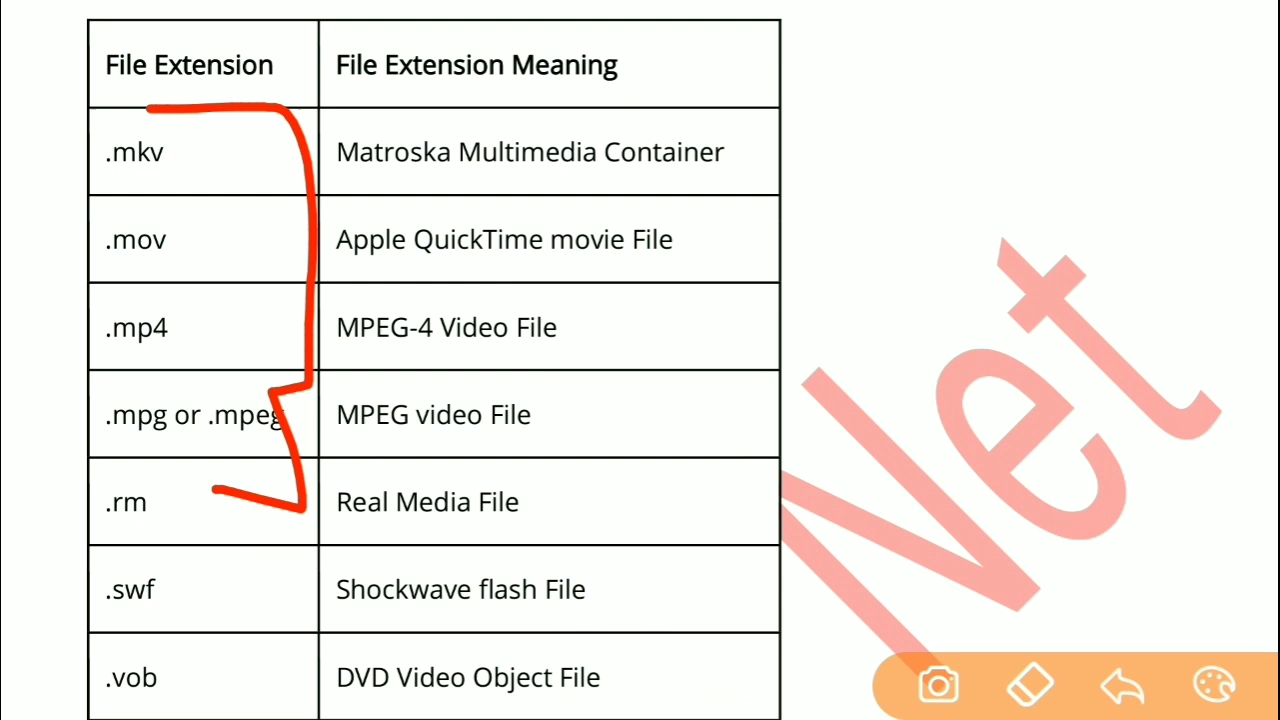 File Extension File Extension Meaning
.mkv Matroska Multimedia Container
.mov Apple QuickTime movie File
.mp4 MPEG-4 Video File
.mpg or .mpeg MPEG video File
.rm Real Media File
.swf Shockwave flash File
.vob DVD Video Object File
Net